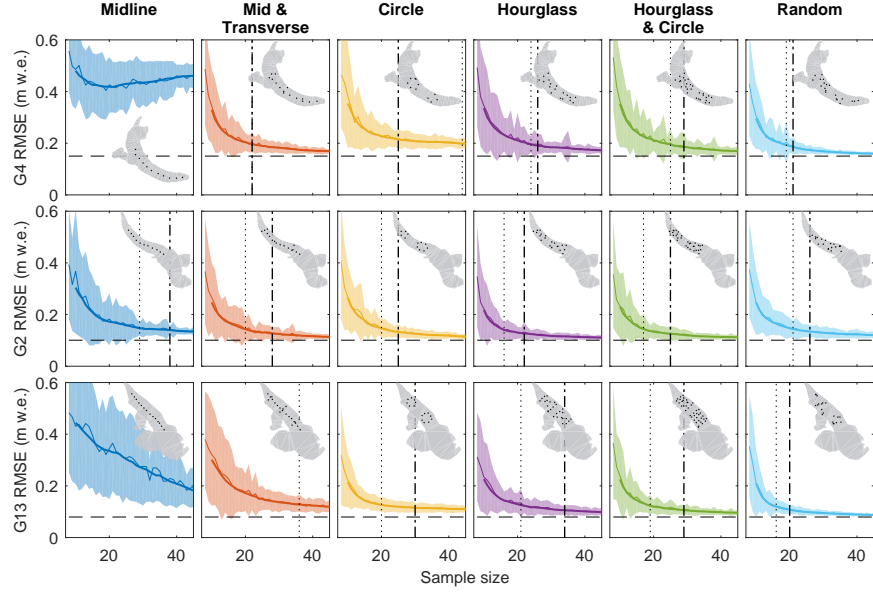 Midline
Mid &
Transverse
Circle
Hourglass
Hourglass
& Circle
Random
G4 RMSE (m w.e.)
0.6
0.4
0.2
0
G2 RMSE (m w.e.)
0.6
0.4
0.2
0
G13 RMSE (m w.e.)
0.6
0.4
0.2
0
20 40 20 40 20 40 20 40 20 40 20 40
Sample size